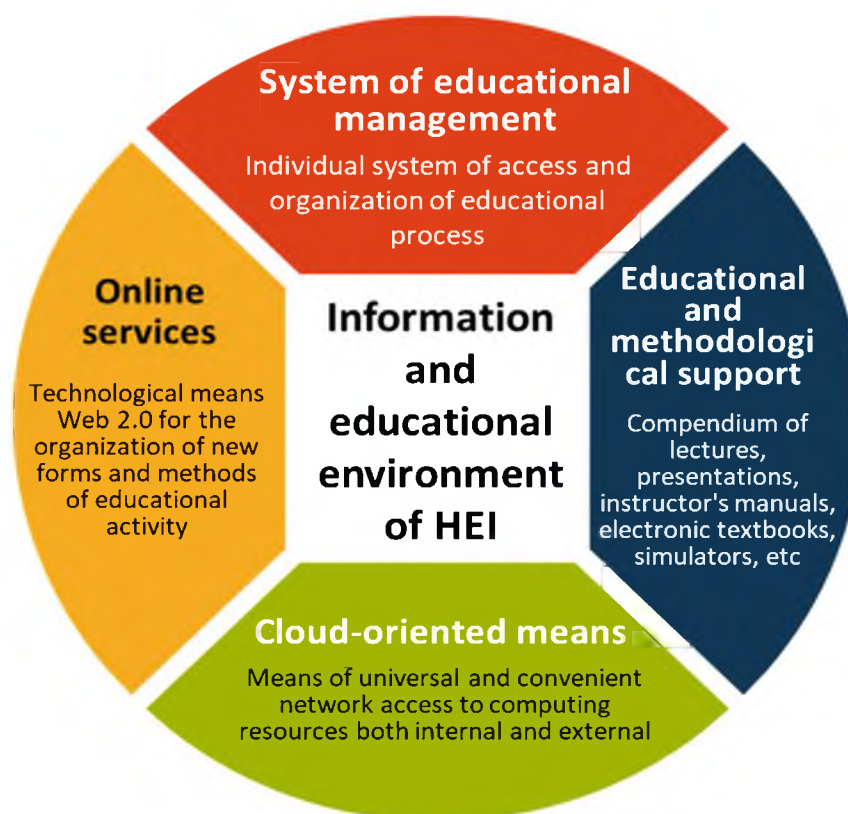 System of educational
management
Individual system of access and
organization of educational
process
Online
services
Technological means
Web 2.0 for the
organization of new
forms and methods
of educational
activity
Information
and
educational
environment
of HEI
Educational
and
methodologi
cal support
Compendium of
lectures,
presentations,
instructor's manuals,
electronic textbooks,
simulators, etc
Cloud-oriented means
Means of universal and convenient
network access to computing
resources both internal and external